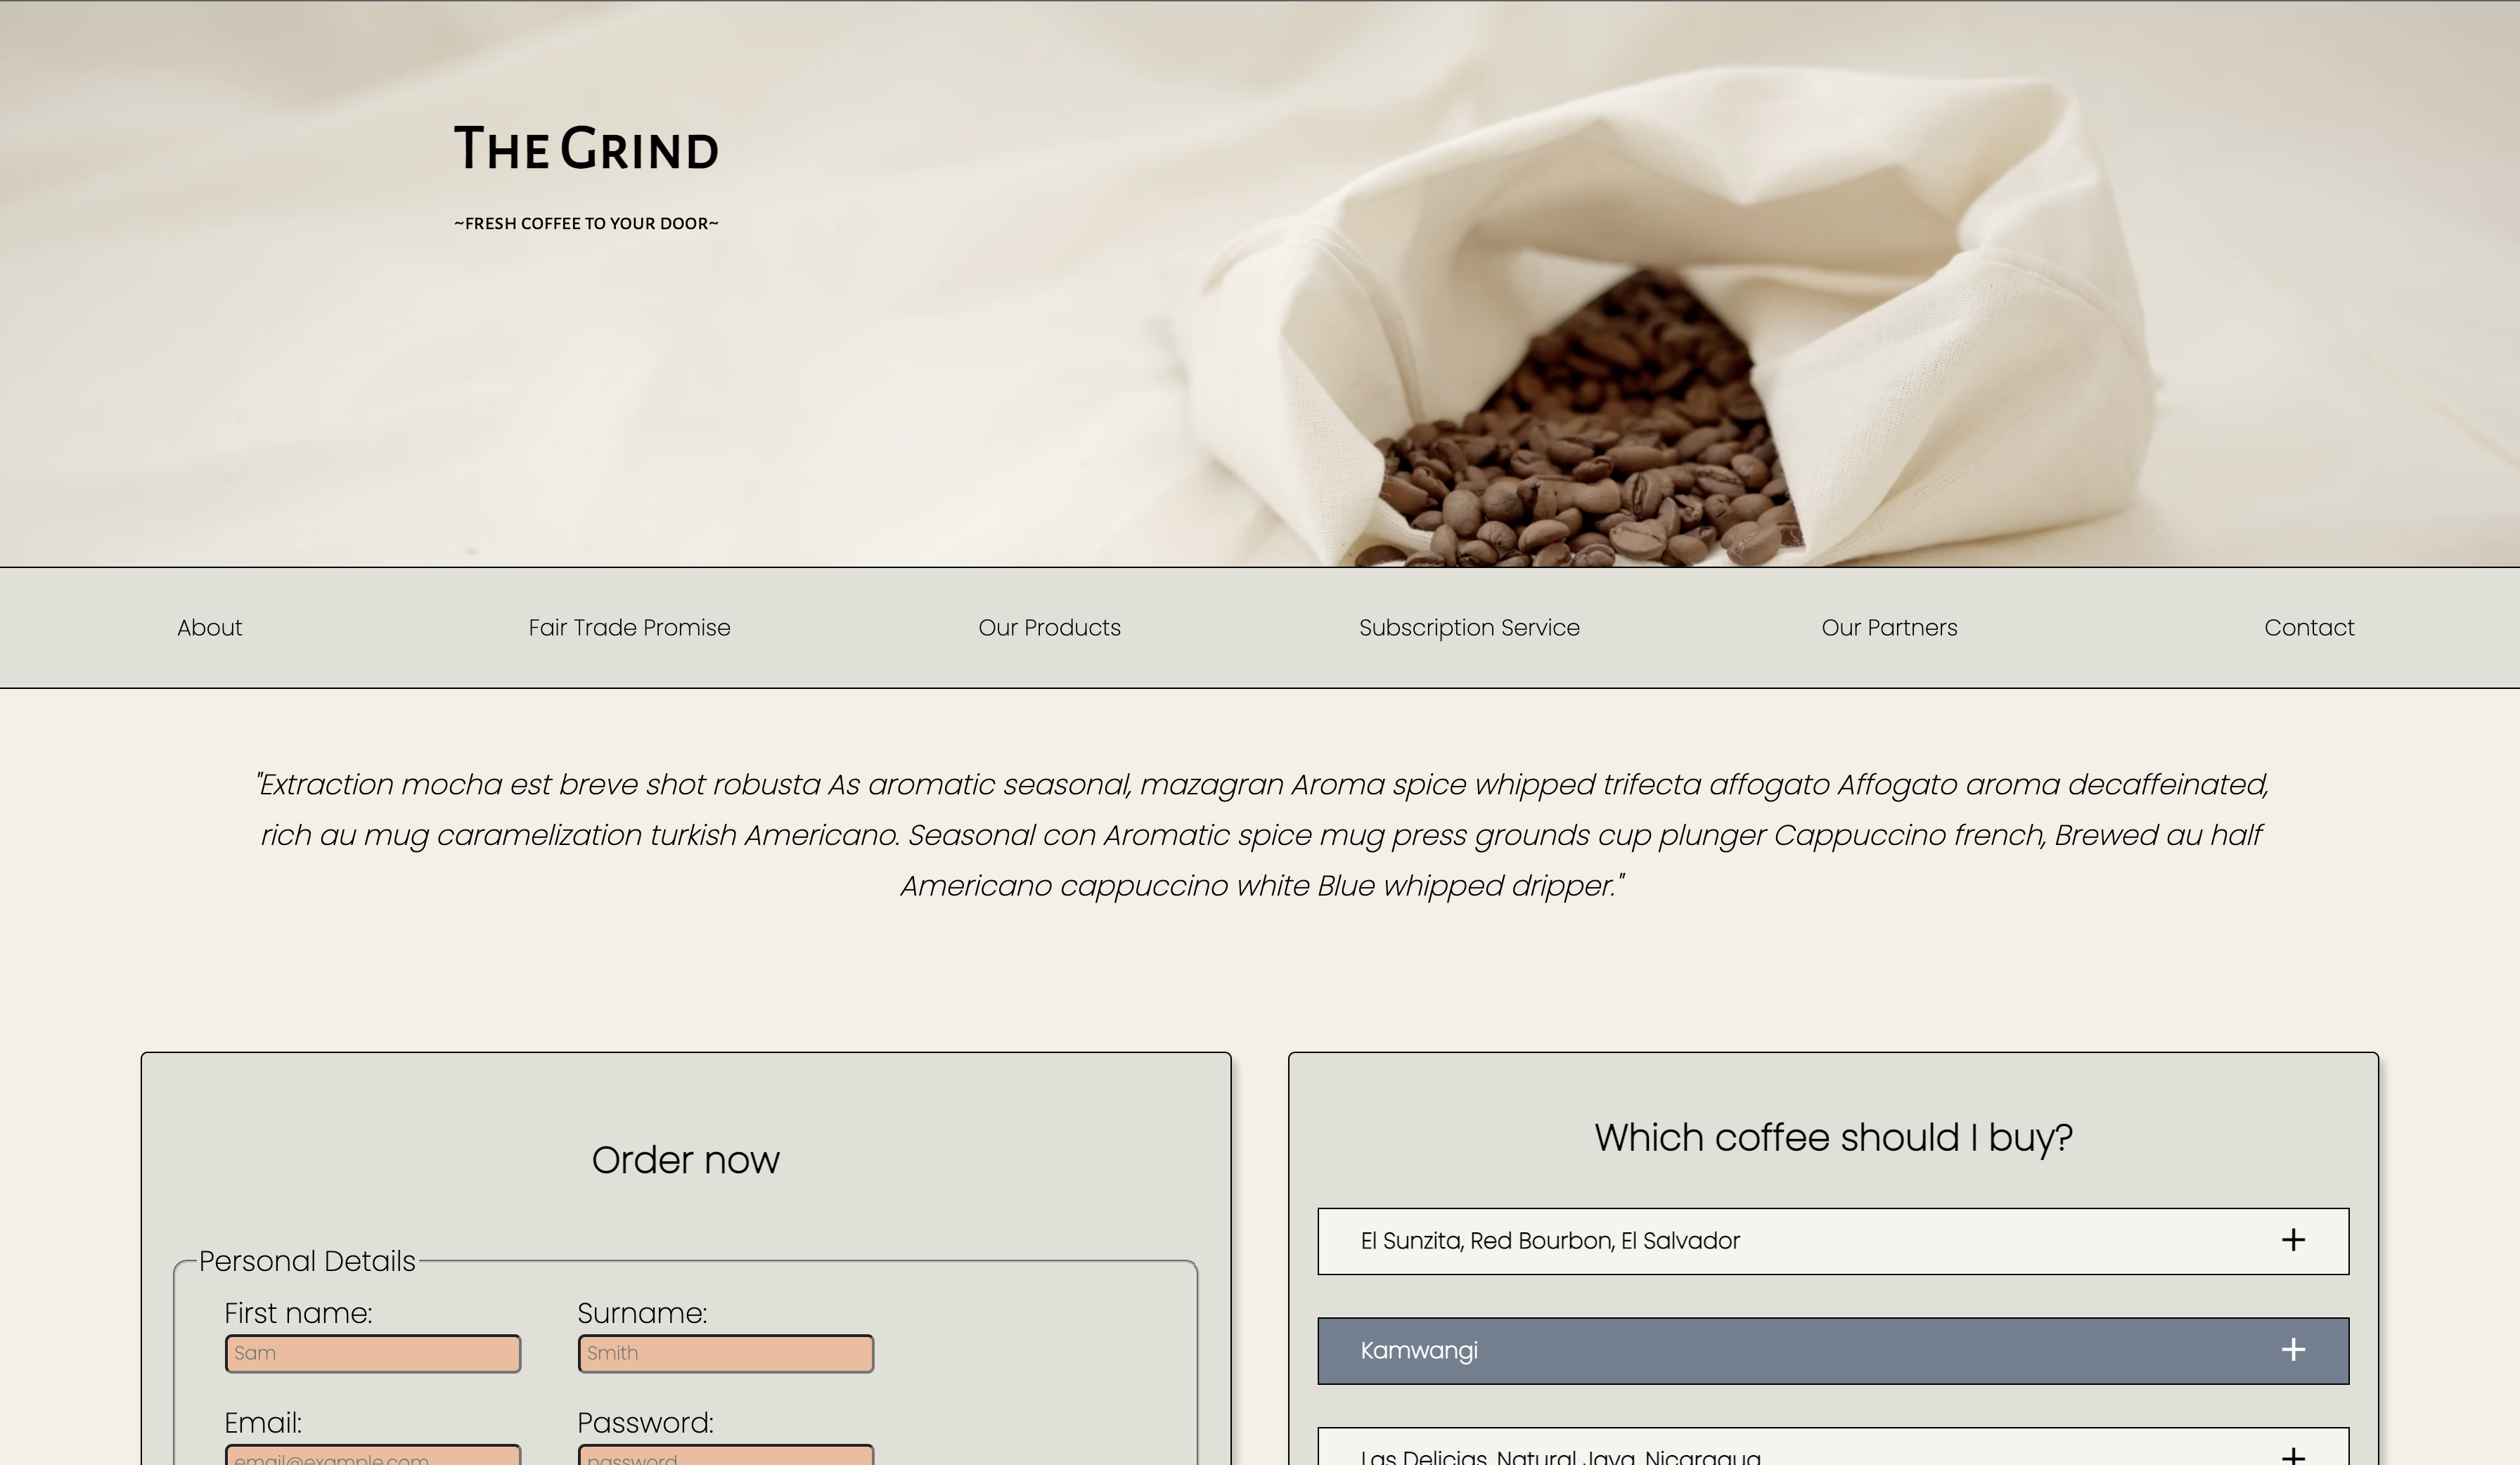 The Grind
~FRESH COFFEE TO YOUR DOOR~
About
Fair Trade Promise
Our Products
Subscription Service
Our Partners
Contact
"Extraction mocha est breve shot robusta As aromatic seasonal, mazagran Aroma spice whipped trifecta affogato Affogato aroma decaffeinated,
rich au mug caramelization turkish Americano. Seasonal con Aromatic spice mug press grounds cup plunger Cappuccino french, Brewed au half
Americano cappuccino white Blue whipped dripper."
Order now
Personal Details
First name:
Surname:
Sam
Smith
Email:
Password:
email@example.com
password
Which coffee should I buy?
El Sunzita, Red Bourbon, El Salvador
+
Kamwangi
+
Las Delicias, Natural Java, Nicaragua
+